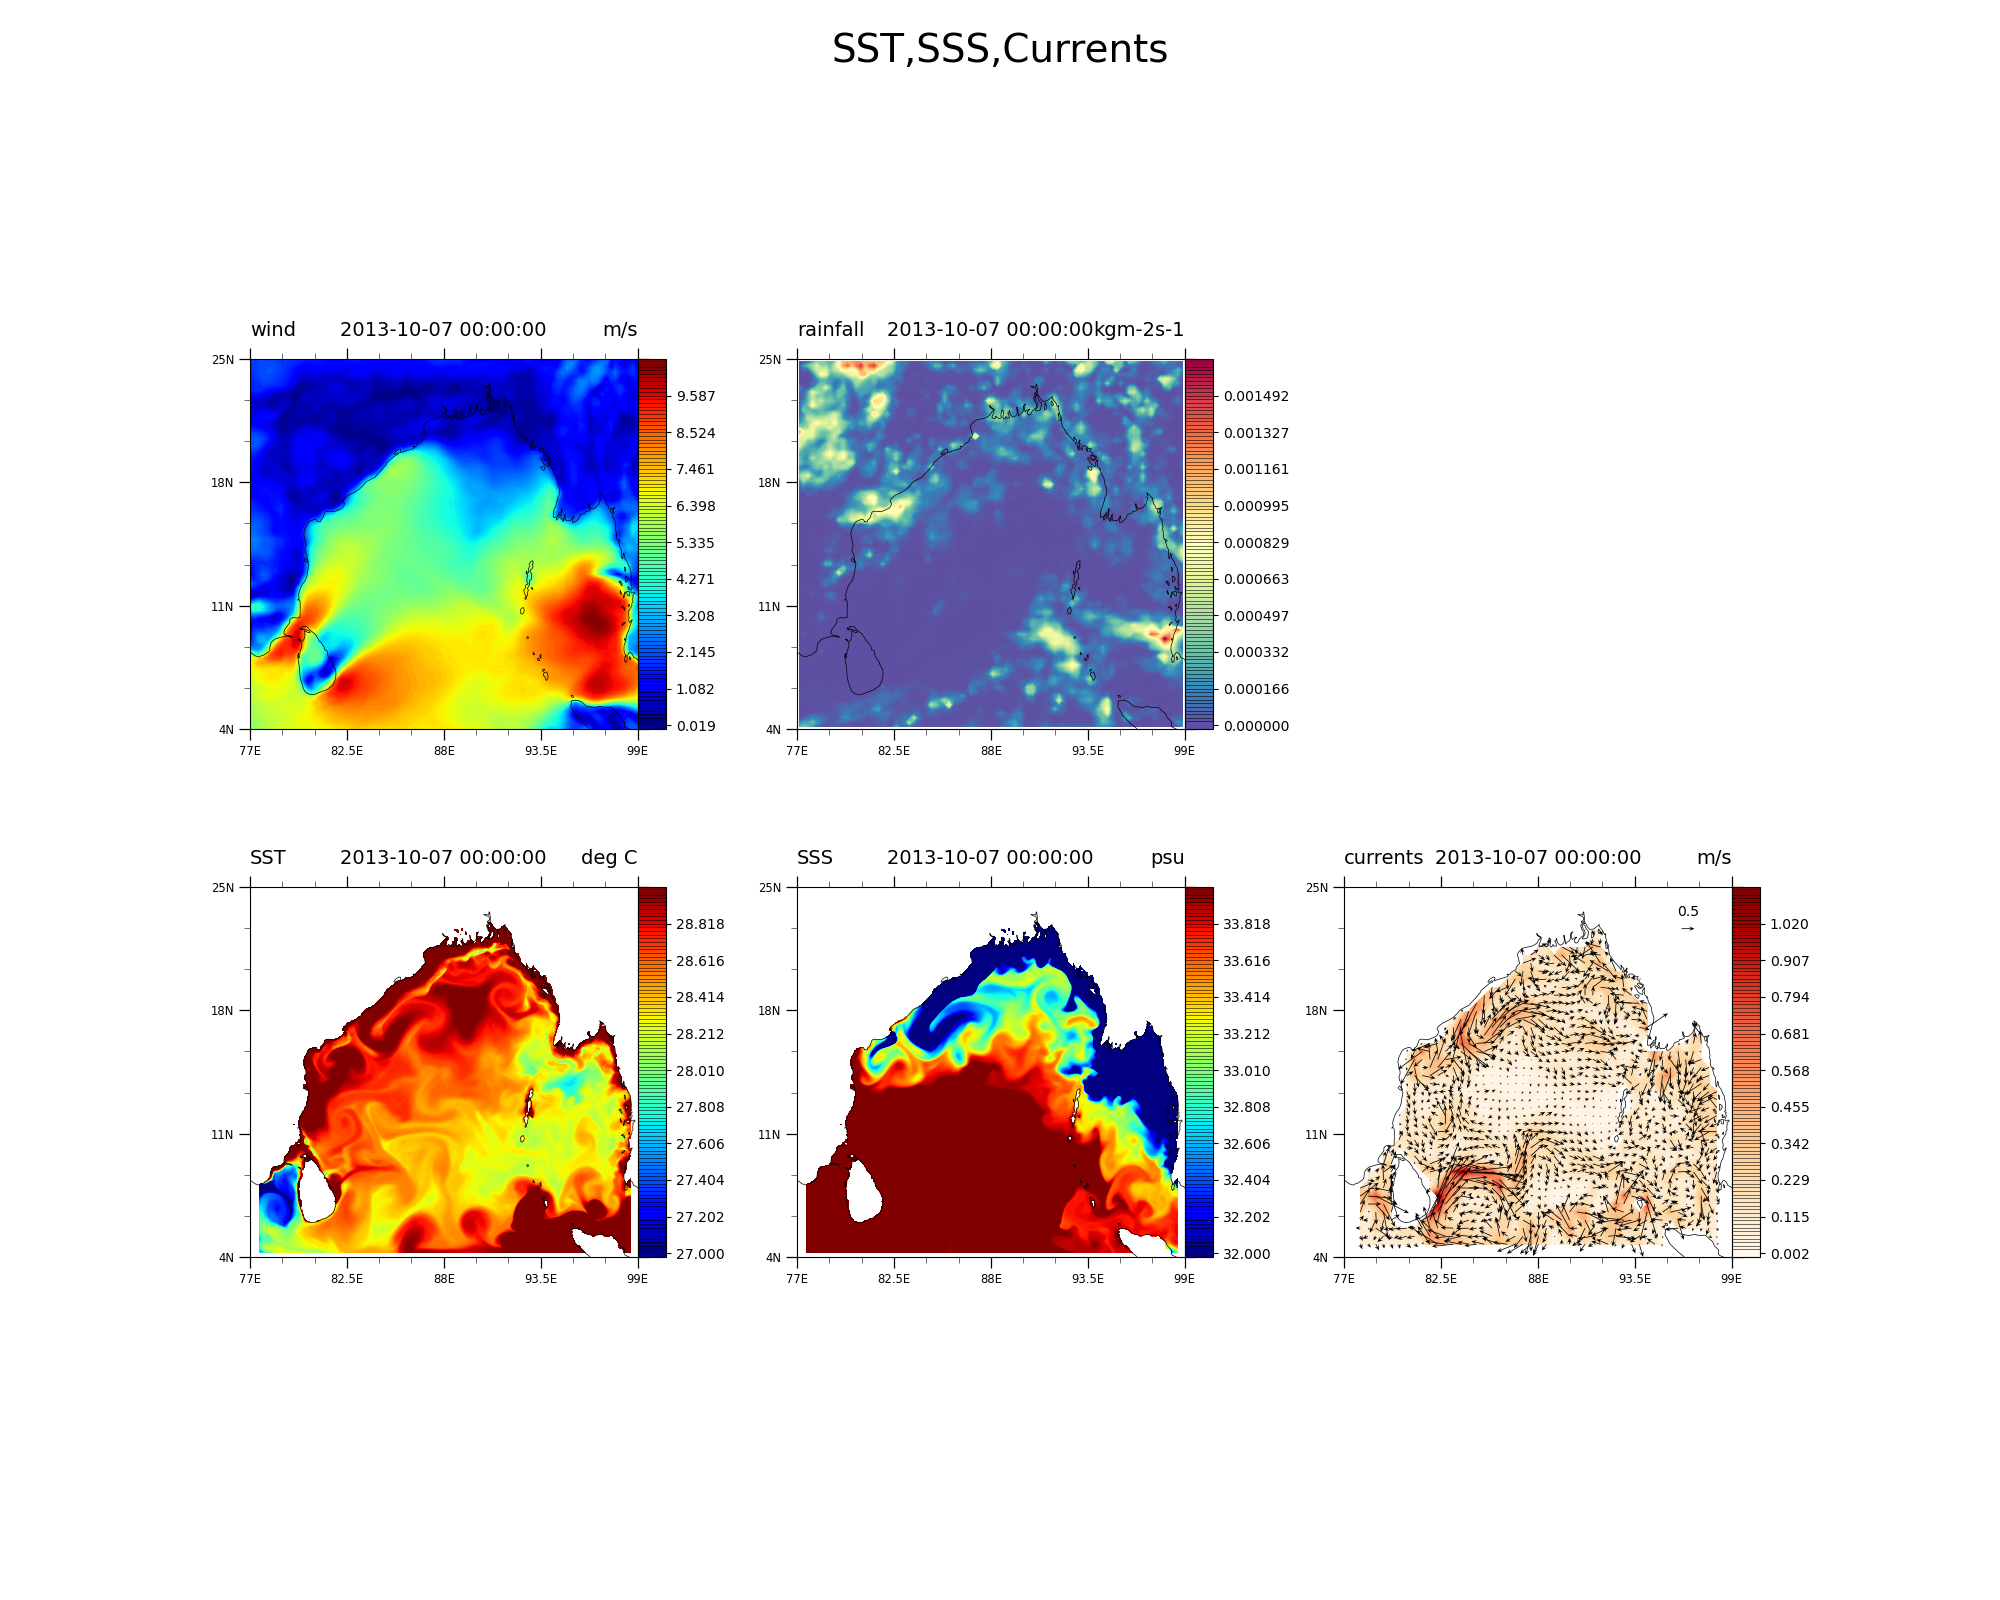 SST,SSS,Currents
wind 2013-10-07 00:00:00 m/s
25N
18N
11N
4N
77E 82.5E 88E 93.5E 99E
9.587
8.524
7.461
6.398
5.335
4.271
3.208
2.145
1.082
0.019
rainfall 2013-10-07 00:00:00kgm-2s-1
25N
18N
11N
4N
77E 82.5E 88E 93.5E 99E
0.001492
0.001327
0.001161
0.000995
0.000829
0.000663
0.000497
0.000332
0.000166
0.000000
SST 2013-10-07 00:00:00 deg C
25N
18N
11N
4N
77E 82.5E 88E 93.5E 99E
28.818
28.616
28.414
28.212
28.010
27.808
27.606
27.404
27.202
27.000
SSS 2013-10-07 00:00:00 psu
25N
18N
11N
4N
77E 82.5E 88E 93.5E 99E
33.818
33.616
33.414
33.212
33.010
32.808
32.606
32.404
32.202
32.000
currents 2013-10-07 00:00:00 m/s
25N
18N
11N
4N
77E 82.5E 88E 93.5E 99E
0.5
1.020
0.907
0.794
0.681
0.568
0.455
0.342
0.229
0.115
0.002